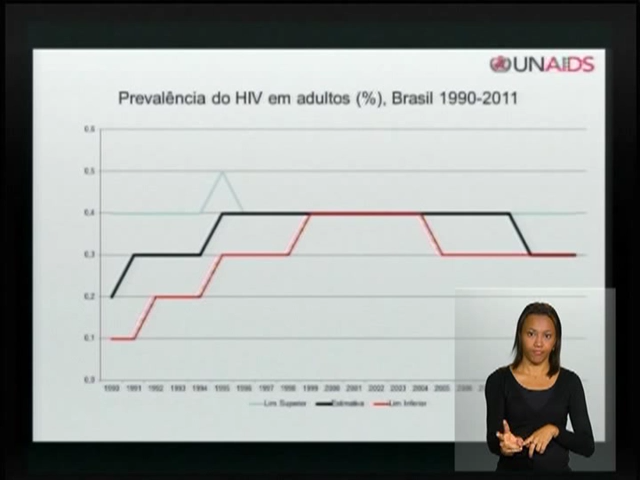 UNAIDS
Prevalência do HIV em adultos (%), Brasil 1990-2011
0,6
0,5
0,4
0,3
0,2
0,1
0,0
1990 1991 1992 1993 1994 1995 1996 1997 1998 1999 2000 2001 2002 2003 2004 2005 2006
Lim Superior Estimativa Lim Inferior